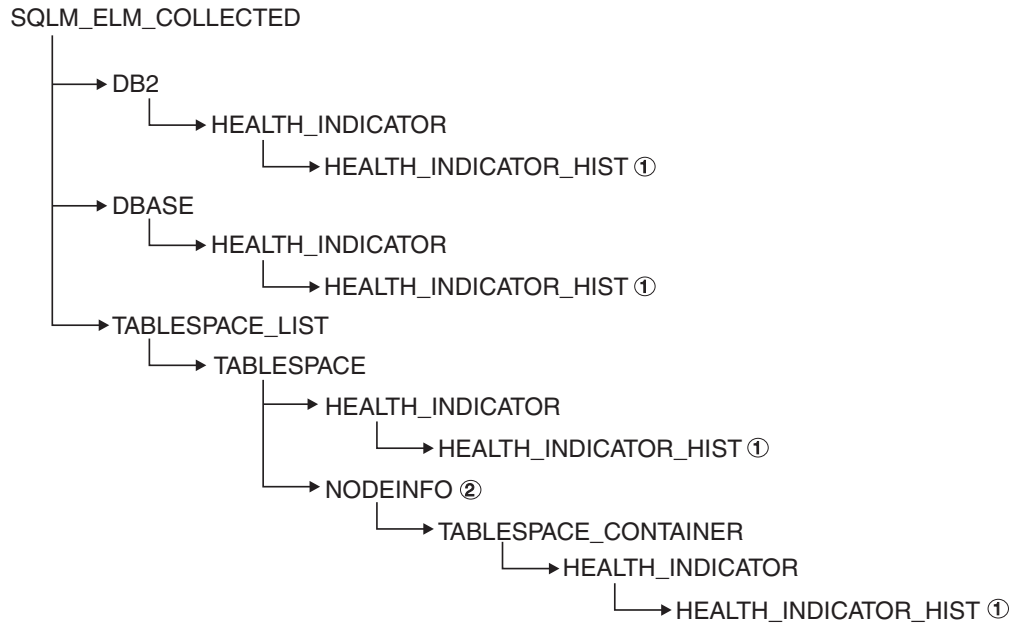 SQLM_ELM_COLLECTED
DB2
HEALTH_INDICATOR
HEALTH_INDICATOR_HIST ①
DBASE
HEALTH_INDICATOR
HEALTH_INDICATOR_HIST ①
TABLESPACE_LIST
TABLESPACE
HEALTH_INDICATOR
HEALTH_INDICATOR_HIST ①
NODEINFO ②
TABLESPACE_CONTAINER
HEALTH_INDICATOR
HEALTH_INDICATOR_HIST ①